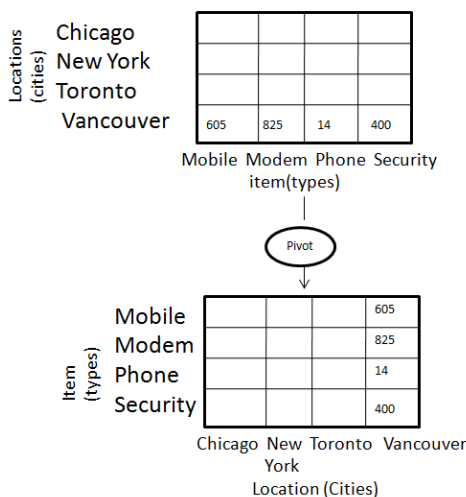 Locations
(cities)
Chicago
New York
Toronto
Vancouver
605 825 14 400
Mobile Modem Phone Security
item(types)
Pivot
Item
(types)
Mobile
Modem
Phone
Security
605
825
14
400
Chicago New Toronto Vancouver
York
Location (Cities)